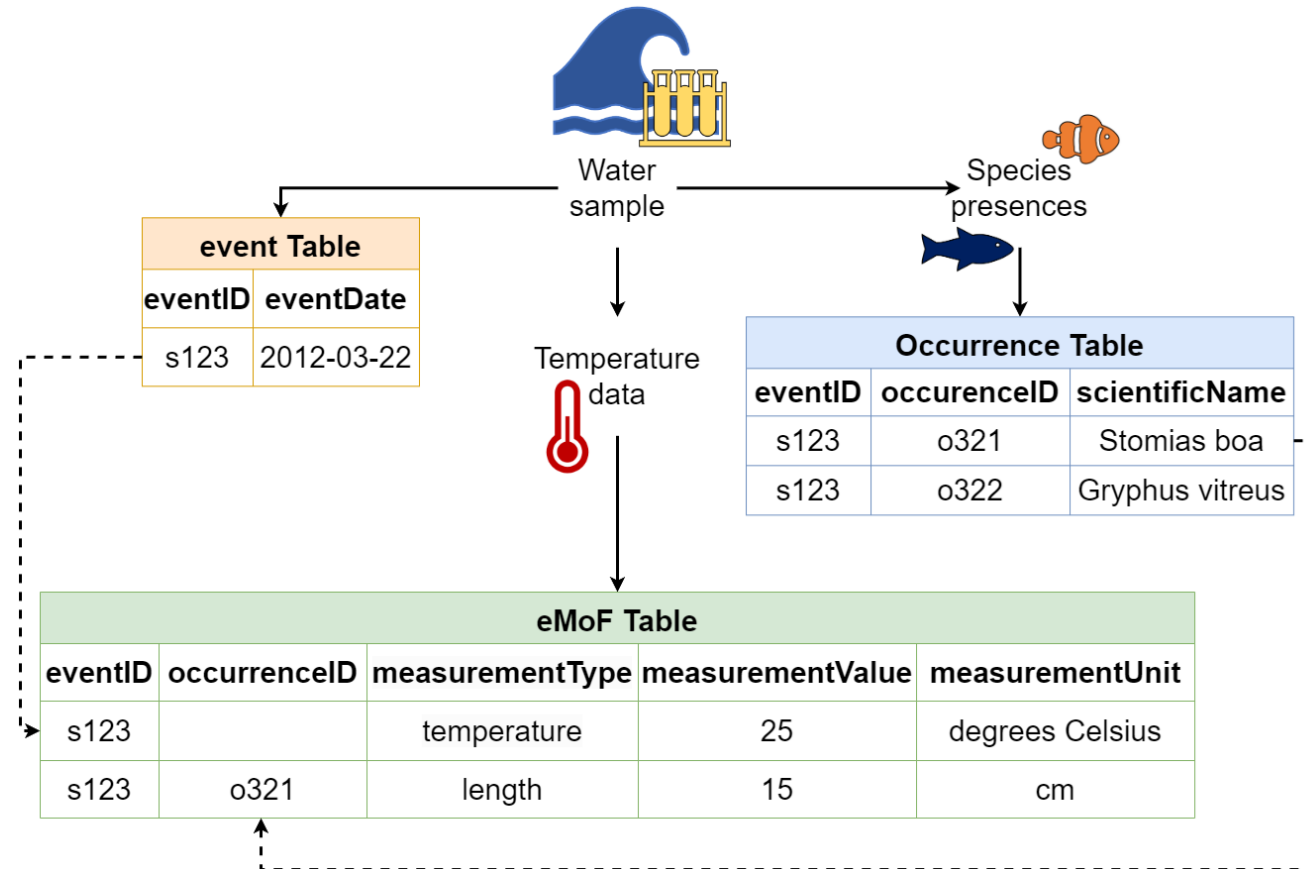 Water
sample
Species
presences
event Table
eventID eventDate
s123 2012-03-22
Temperature
data
Occurrence Table
eventID occurenceID scientificName
s123 o321 Stomias boa
s123 o322 Gryphus vitreus
eMoF Table
eventID occurrenceID measurementType measurementValue measurementUnit
s123 temperature 25 degrees Celsius
s123 o321 length 15 cm